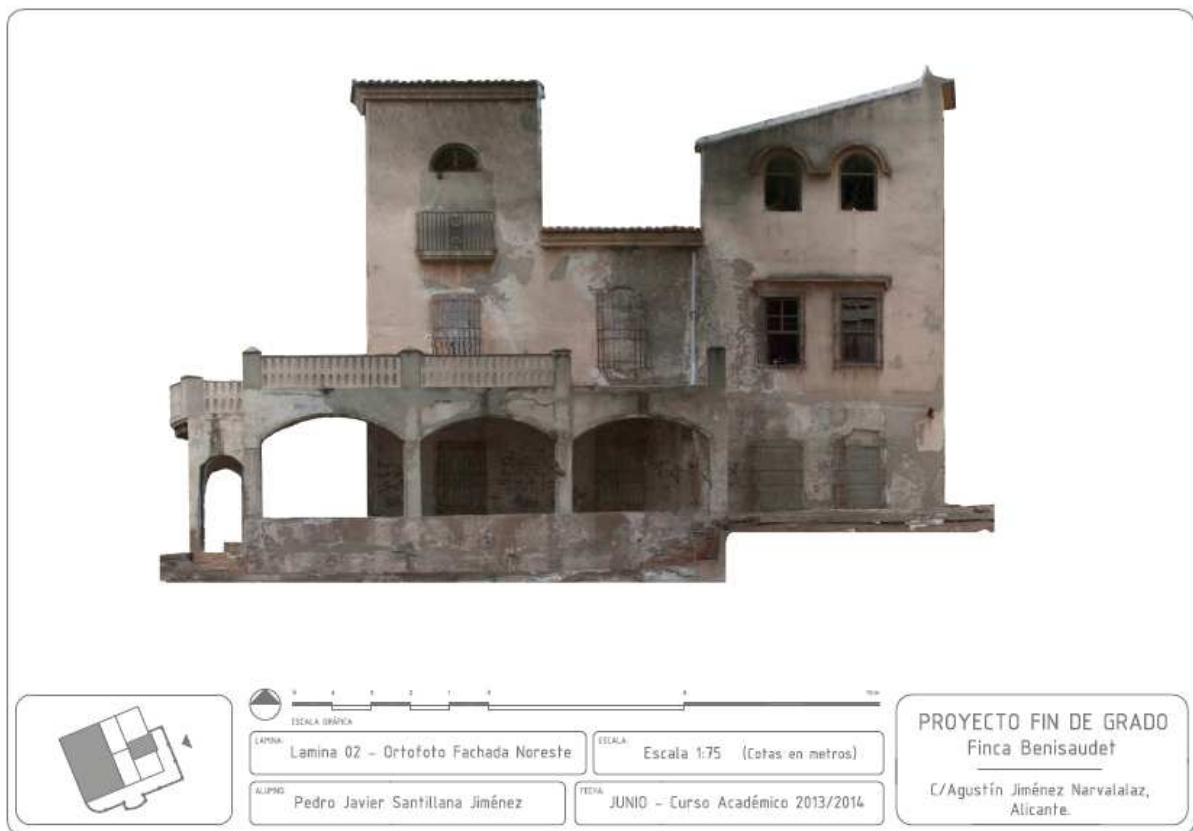 ESCALA GRÁFICA
LAMINA:
Lamina 02 - Ortofoto Fachada Noreste
ESCALA:
Escala 1:75 (Cotas en metros)
ALUMNO:
Pedro Javier Santillana Jiménez
FECHA:
JUNIO - Curso Académico 2013/2014
PROYECTO FIN DE GRADO
Finca Benisaudet
C/Agustín Jiménez Narvalalaz,
Alicante.